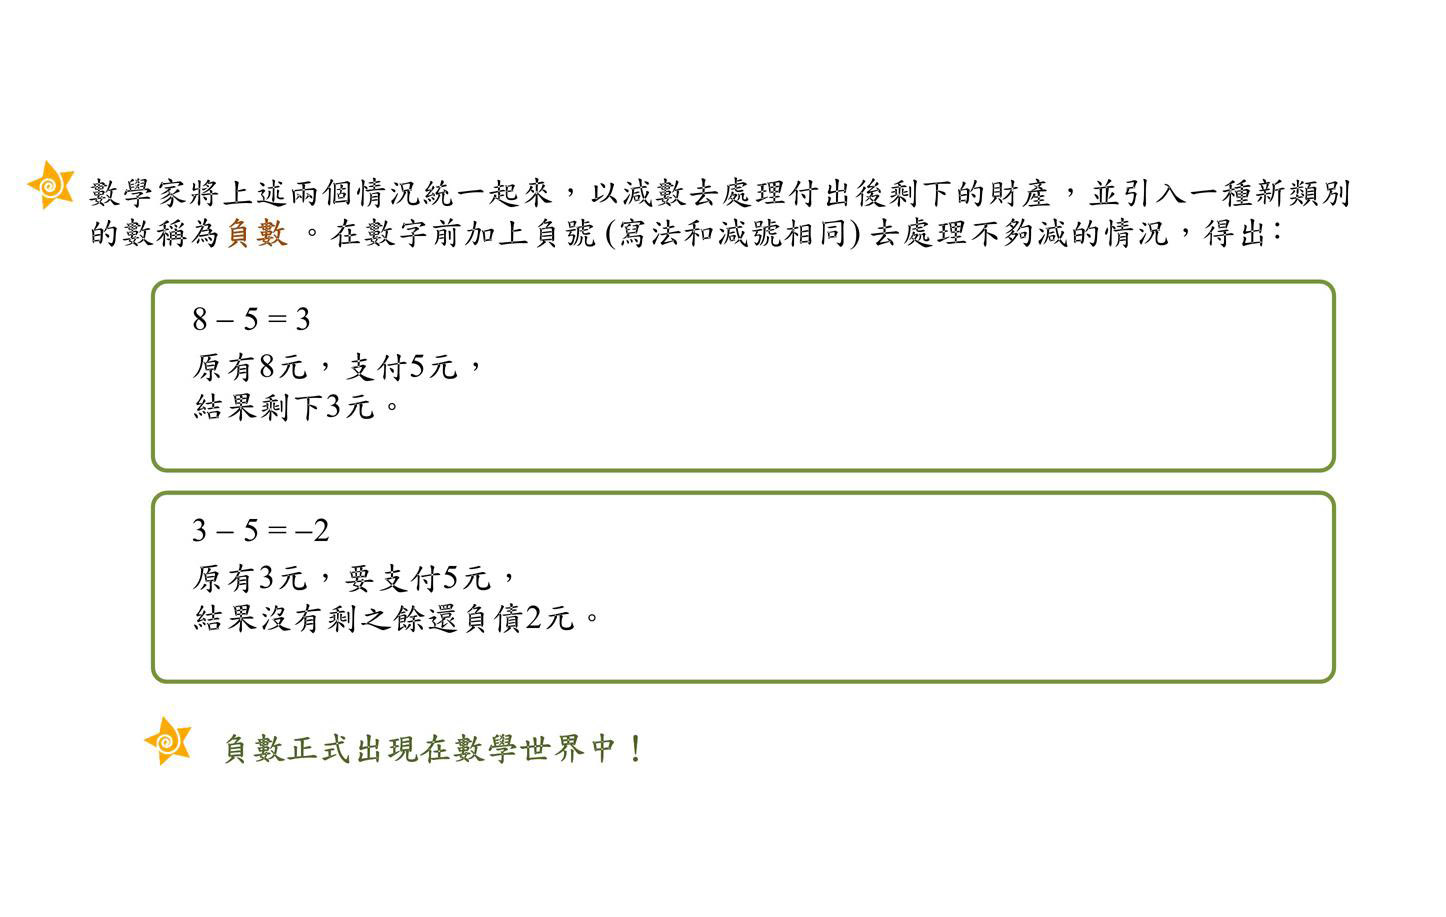 數學家將上述兩個情況統一起來，以減數去處理付出後剩下的財產，並引入一種新類別
的數稱為負數。在數字前加上負號 (寫法和減號相同) 去處理不夠減的情況，得出：
8 – 5 = 3
原有8元，支付5元，
結果剩下3元。
3 – 5 = –2
原有3元，要支付5元，
結果沒有剩之餘還負債2元。
負數正式出現在數學世界中！